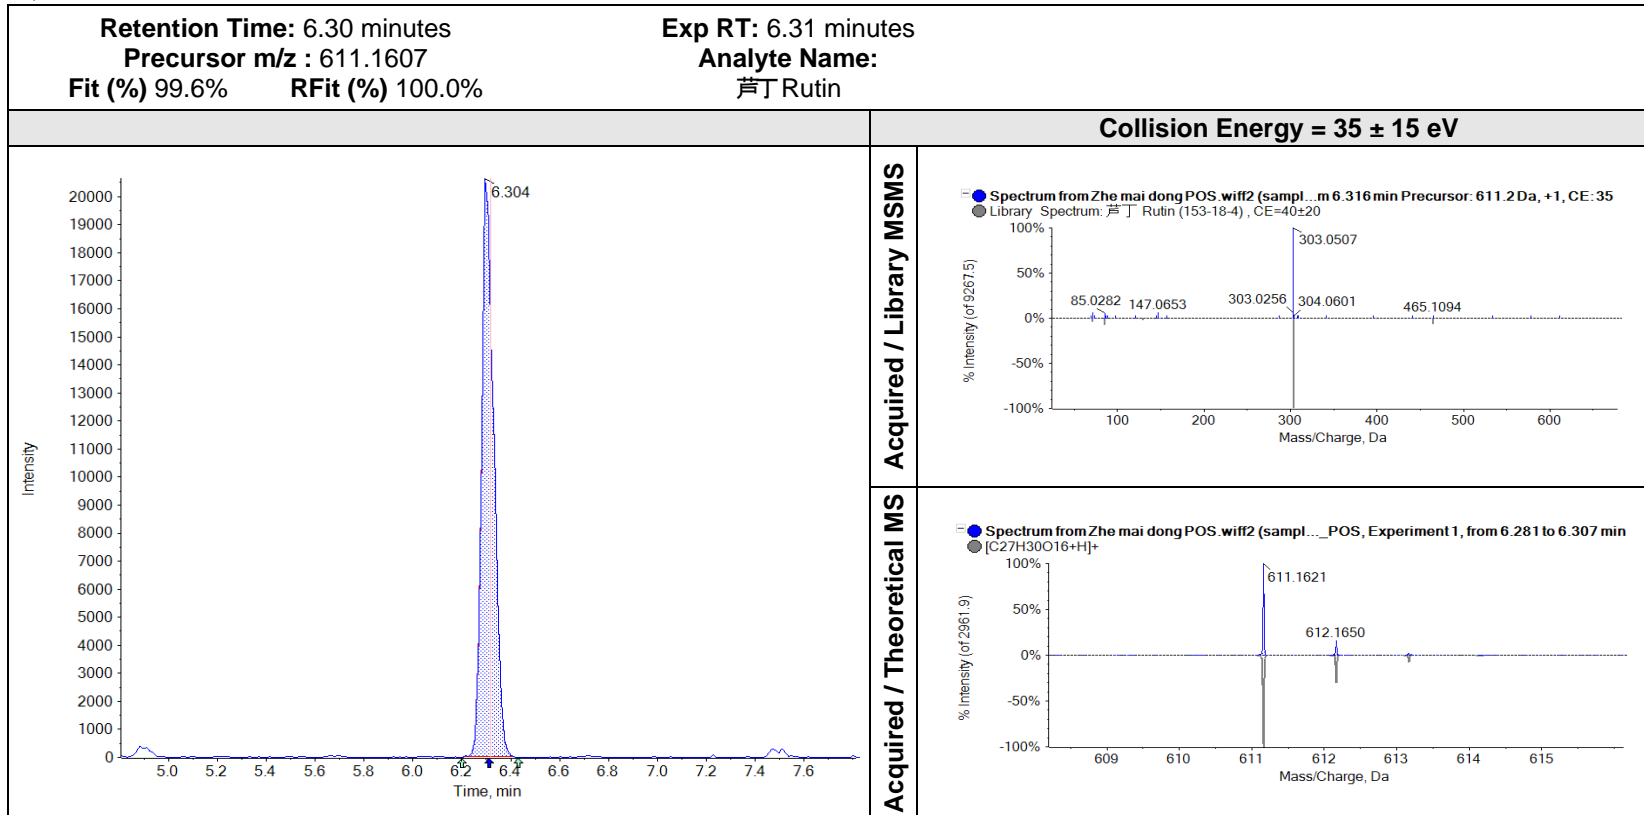 Retention Time: 6.30 minutes
Exp RT: 6.31 minutes
Precursor m/z : 611.1607
Analyte Name:
Fit (%) 99.6% RFit (%) 100.0%
芦丁Rutin
Collision Energy = 35 ± 15 eV
20000
19000
18000
17000
16000
15000
14000
13000
12000
11000
10000
9000
8000
7000
6000
5000
4000
3000
2000
1000
0
Intensity
6.304
5.0 5.2 5.4 5.6 5.8 6.0 6.2 6.4 6.6 6.8 7.0 7.2 7.4 7.6
Time, min
Acquired / Library MSMS
Spectrum from Zhe mai dong POS.wiff2 (sampl...m 6.316 min Precursor: 611.2 Da, +1, CE: 35
Library Spectrum: 芦丁 Rutin (153-18-4) , CE=40±20
100%
50%
0%
-50%
-100%
% Intensity (of 9267.5)
303.0507
85.0282 147.0653 303.0256 304.0601 465.1094
100 200 300 400 500 600
Mass/Charge, Da
Acquired / Theoretical MS
Spectrum from Zhe mai dong POS.wiff2 (sampl..._POS, Experiment 1, from 6.281 to 6.307 min
[C27H30O16+H]+
100%
50%
0%
-50%
-100%
% Intensity (of 2961.9)
611.1621
612.1650
609 610 611 612 613 614 615
Mass/Charge, Da